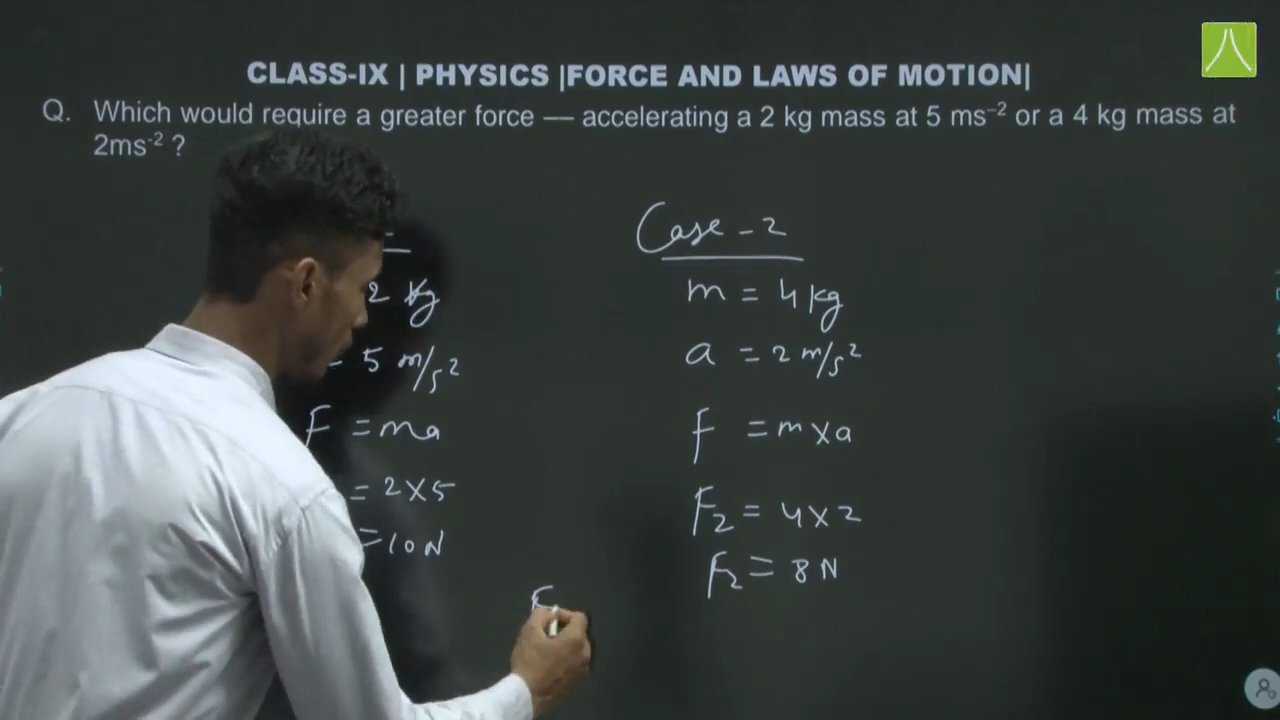 CLASS-IX | PHYSICS |FORCE AND LAWS OF MOTION|
Q. Which would require a greater force — accelerating a 2 kg mass at 5 ms⁻² or a 4 kg mass at
2ms⁻² ?
2 kg
= 5 m/s²
F = ma
= 2×5
= 10 N
Case - 2
m = 4 kg
a = 2 m/s²
F = m×a
F₂ = 4×2
F₂ = 8 N
F